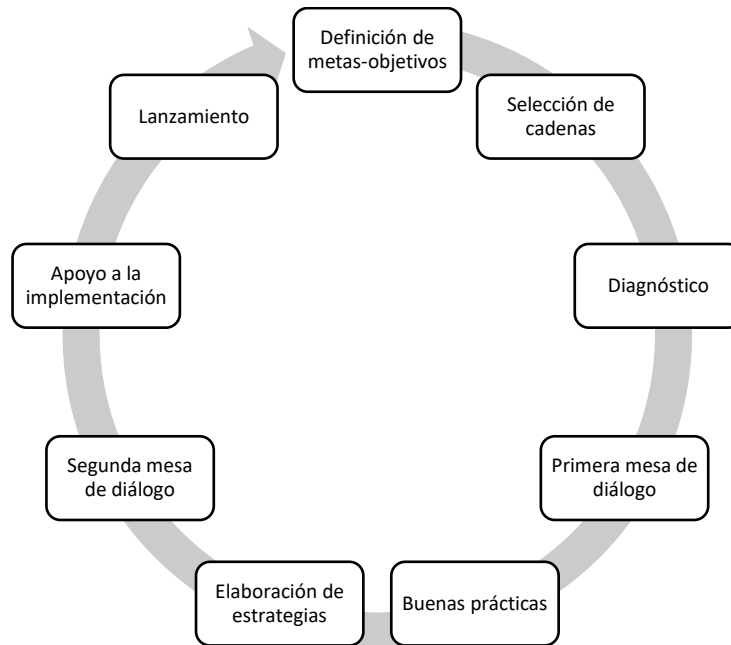 Definición de
metas-objetivos
Selección de
cadenas
Diagnóstico
Primera mesa de
diálogo
Buenas prácticas
Elaboración de
estrategias
Segunda mesa
de diálogo
Apoyo a la
implementación
Lanzamiento